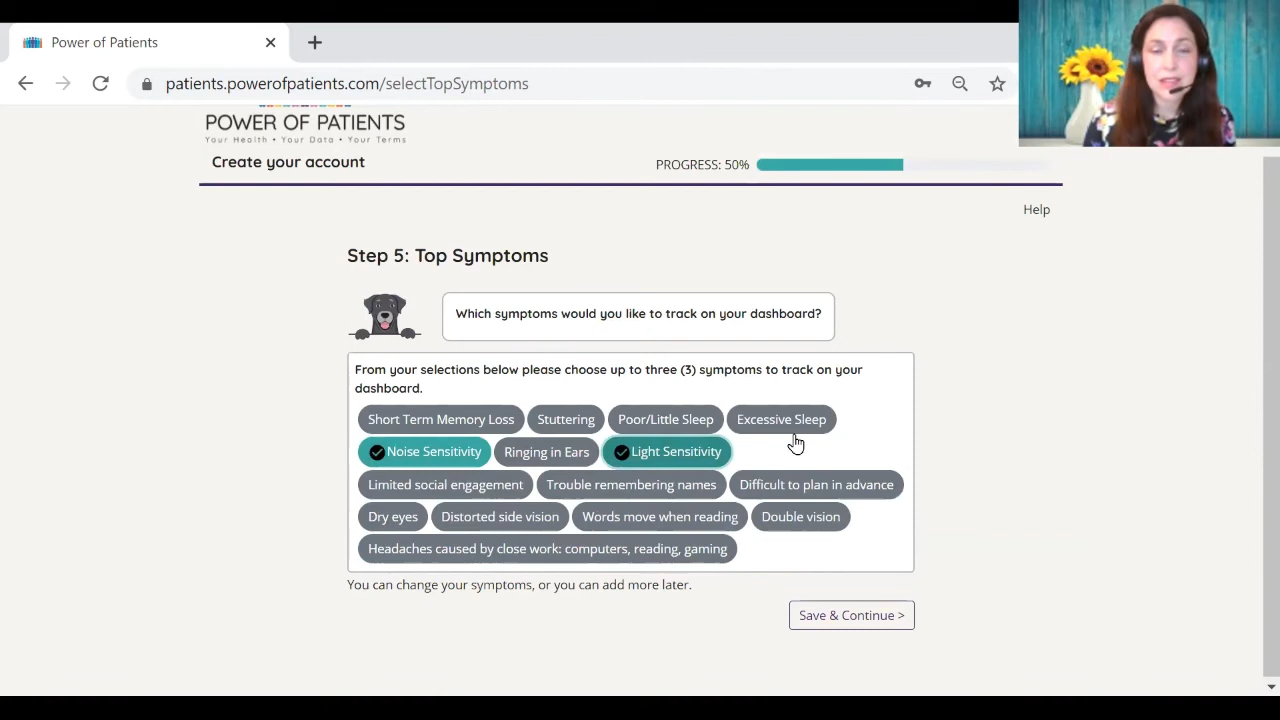 Power of Patients
patients.powerofpatients.com/selectTopSymptoms
POWER OF PATIENTS
Your Health • Your Data • Your Terms
Create your account
PROGRESS: 50%
Help
Step 5: Top Symptoms
Which symptoms would you like to track on your dashboard?
From your selections below please choose up to three (3) symptoms to track on your
dashboard.
Short Term Memory Loss Stuttering Poor/Little Sleep Excessive Sleep
Noise Sensitivity Ringing in Ears Light Sensitivity
Limited social engagement Trouble remembering names Difficult to plan in advance
Dry eyes Distorted side vision Words move when reading Double vision
Headaches caused by close work: computers, reading, gaming
You can change your symptoms, or you can add more later.
Save & Continue >